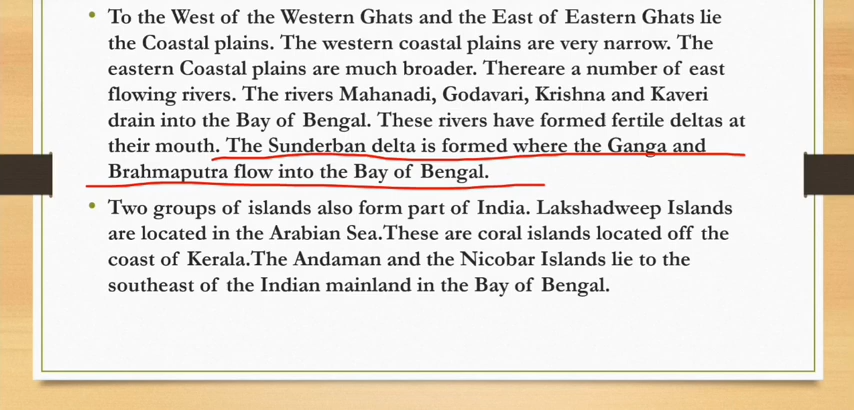 • To the West of the Western Ghats and the East of Eastern Ghats lie
the Coastal plains. The western coastal plains are very narrow. The
eastern Coastal plains are much broader. Thereare a number of east
flowing rivers. The rivers Mahanadi, Godavari, Krishna and Kaveri
drain into the Bay of Bengal. These rivers have formed fertile deltas at
their mouth. The Sunderban delta is formed where the Ganga and
Brahmaputra flow into the Bay of Bengal.
• Two groups of islands also form part of India. Lakshadweep Islands
are located in the Arabian Sea.These are coral islands located off the
coast of Kerala.The Andaman and the Nicobar Islands lie to the
southeast of the Indian mainland in the Bay of Bengal.